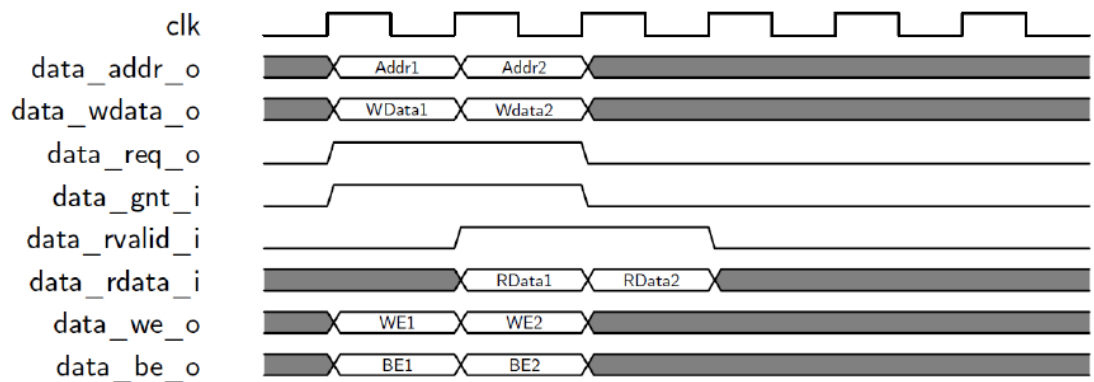 clk
data_addr_o Addr1 Addr2
data_wdata_o WData1 Wdata2
data_req_o
data_gnt_i
data_rvalid_i
data_rdata_i RData1 RData2
data_we_o WE1 WE2
data_be_o BE1 BE2